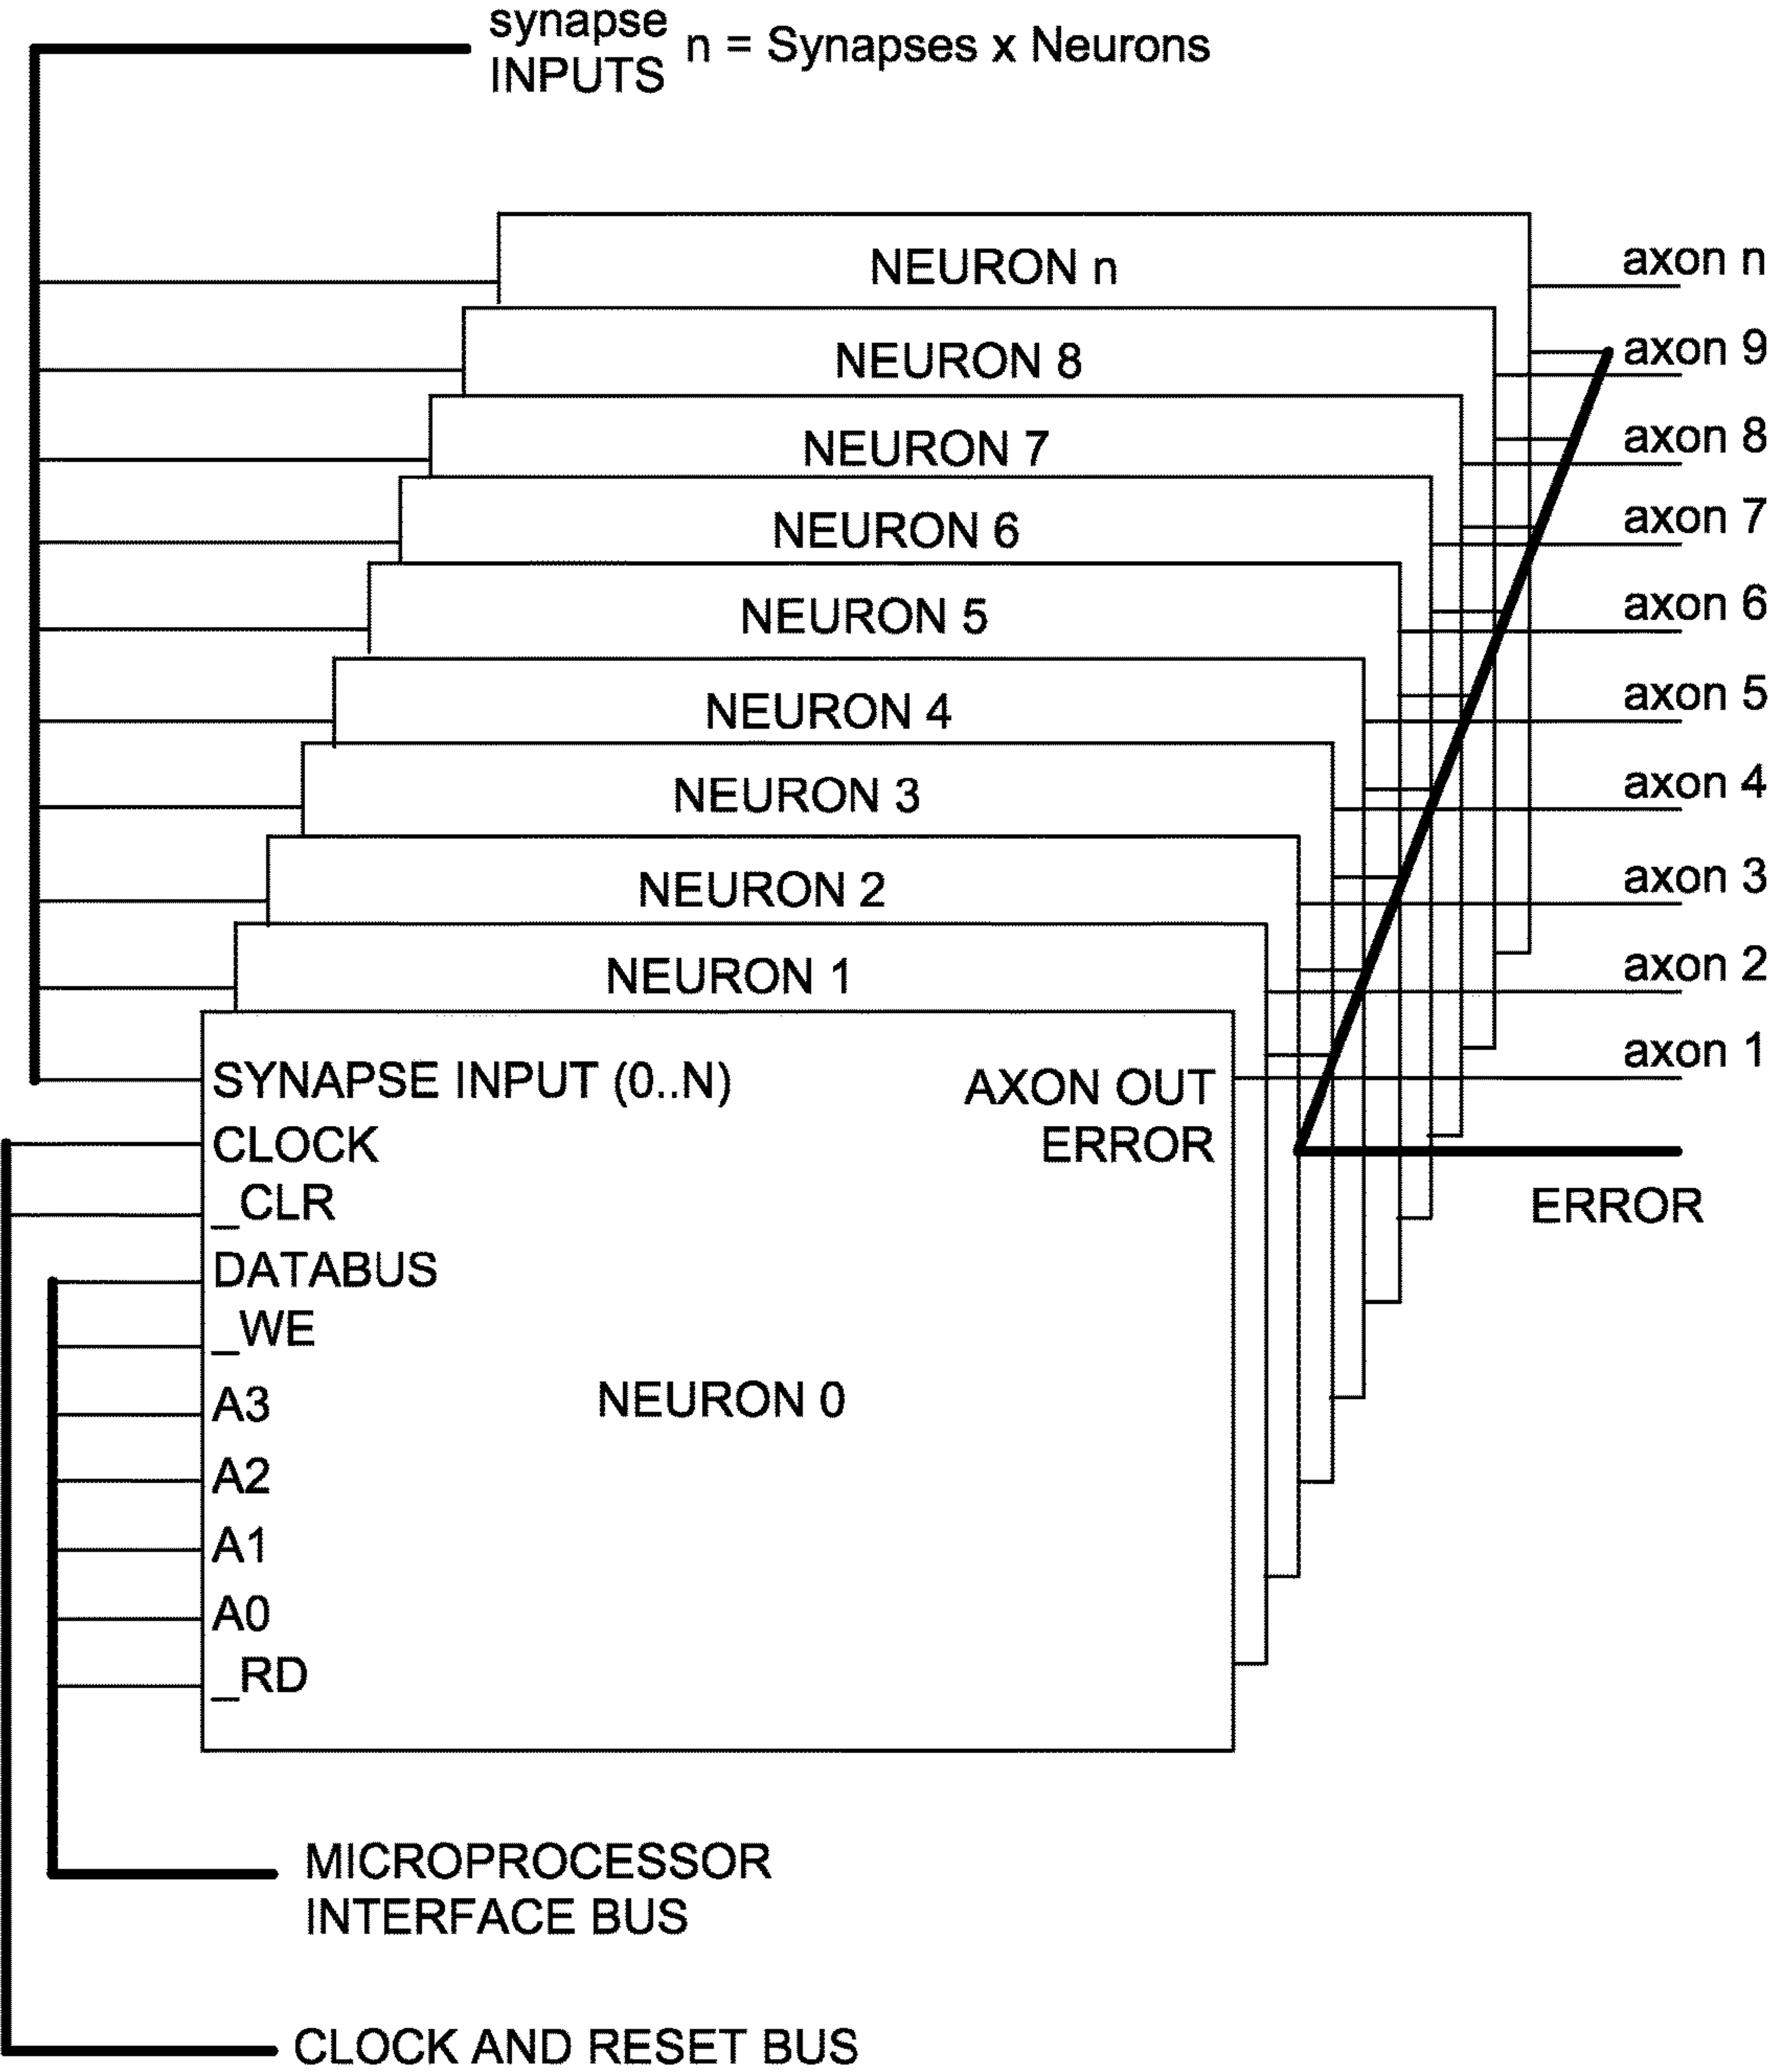 synapse
INPUTS
n = Synapses x Neurons
NEURON n
axon n
NEURON 8
axon 9
NEURON 7
axon 8
NEURON 6
axon 7
NEURON 5
axon 6
NEURON 4
axon 5
NEURON 3
axon 4
NEURON 2
axon 3
NEURON 1
axon 2
SYNAPSE INPUT (0..N)
AXON OUT
axon 1
CLOCK
ERROR
_CLR
ERROR
DATABUS
_WE
A3
NEURON 0
A2
A1
A0
_RD
MICROPROCESSOR
INTERFACE BUS
CLOCK AND RESET BUS